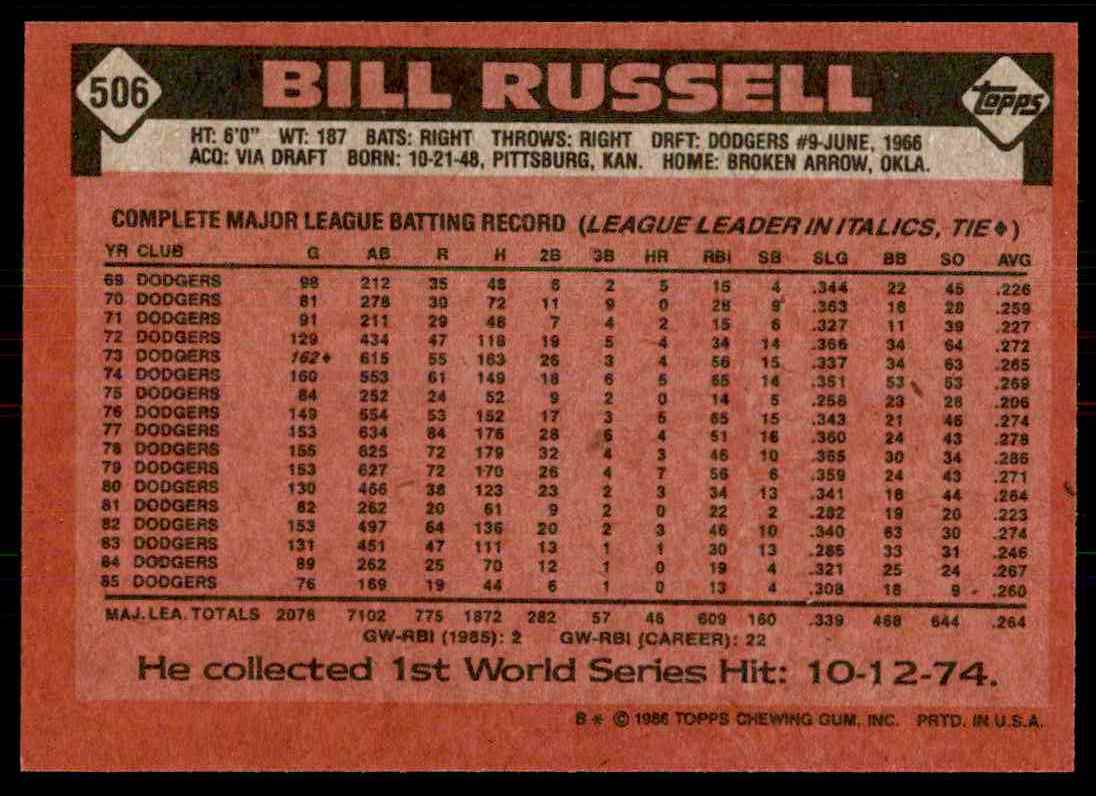 506 BILL RUSSELL Topps
HT: 6'0" WT: 187 BATS: RIGHT THROWS: RIGHT DRFT: DODGERS #9-JUNE, 1966
ACQ: VIA DRAFT BORN: 10-21-48, PITTSBURG, KAN. HOME: BROKEN ARROW, OKLA.
COMPLETE MAJOR LEAGUE BATTING RECORD (LEAGUE LEADER IN ITALICS, TIE♦)
YR CLUB G AB R H 2B 3B HR RBI SB SLG BB SO AVG
69 DODGERS 98 212 35 48 6 2 5 15 4 .344 22 45 .226
70 DODGERS 81 278 30 72 11 9 0 28 9 .363 16 28 .259
71 DODGERS 91 211 29 48 7 4 2 15 6 .327 11 39 .227
72 DODGERS 129 434 47 118 19 5 4 34 14 .366 34 64 .272
73 DODGERS 162♦ 615 55 163 26 3 4 56 15 .337 34 63 .265
74 DODGERS 160 553 61 149 18 6 5 65 14 .351 53 53 .269
75 DODGERS 84 252 24 52 9 2 0 14 5 .258 23 28 .206
76 DODGERS 149 554 53 152 17 3 5 65 15 .343 21 46 .274
77 DODGERS 153 634 84 176 28 6 4 51 16 .360 24 43 .278
78 DODGERS 155 625 72 179 32 4 3 46 10 .365 30 34 .286
79 DODGERS 153 627 72 170 26 4 7 56 6 .359 24 43 .271
80 DODGERS 130 466 38 123 23 2 3 34 13 .341 18 44 .264
81 DODGERS 82 262 20 61 9 2 0 22 2 .282 19 20 .223
82 DODGERS 153 497 64 136 20 2 3 46 10 .340 63 30 .274
83 DODGERS 131 451 47 111 13 1 1 30 13 .286 33 31 .246
84 DODGERS 89 262 25 70 12 1 0 19 4 .321 25 24 .267
85 DODGERS 76 169 19 44 6 1 0 13 4 .308 18 9 .260
MAJ. LEA. TOTALS 2076 7102 775 1872 282 57 46 609 160 .339 468 644 .264
GW-RBI (1985): 2 GW-RBI (CAREER): 22
He collected 1st World Series Hit: 10-12-74.
B * © 1986 TOPPS CHEWING GUM, INC. PRTD. IN U.S.A.